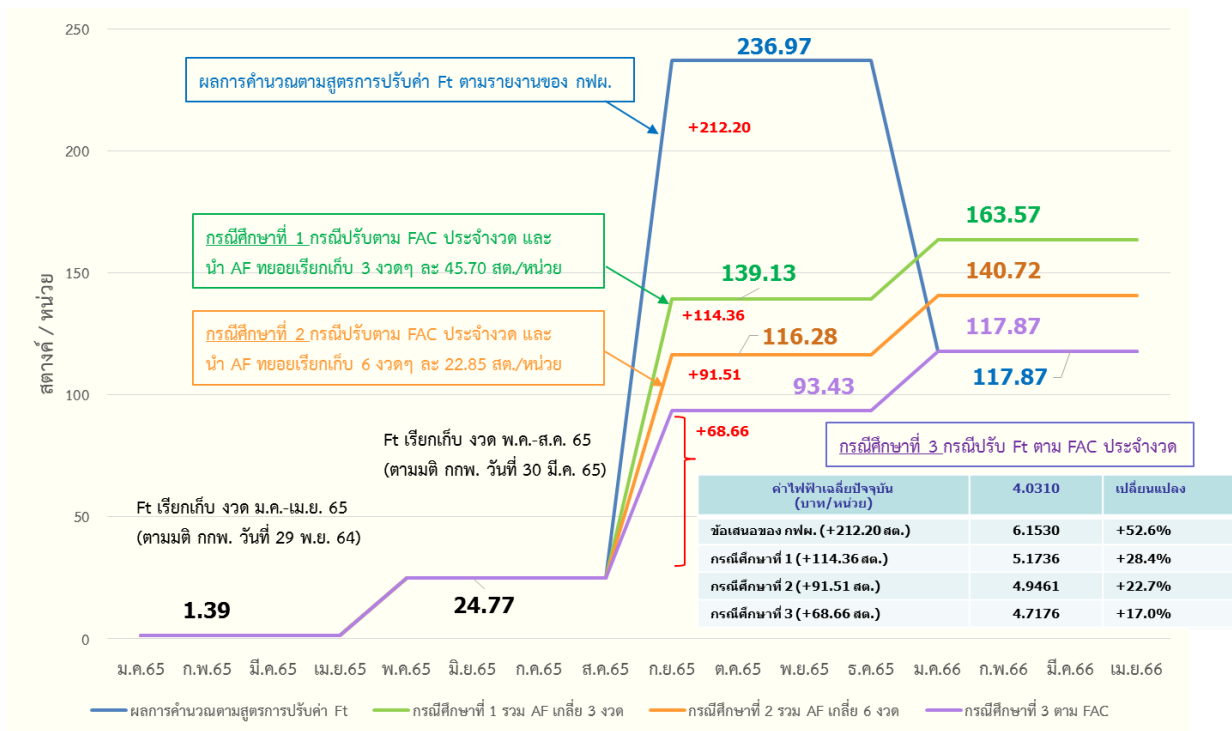 250
236.97
ผลการคำนวณตามสูตรการปรับค่า Ft ตามรายงานของ กฟผ.
+212.20
200
กรณีศึกษาที่ 1 กรณีปรับตาม FAC ประจำงวด และ
นำ AF ทยอยเรียกเก็บ 3 งวดๆ ละ 45.70 สต./หน่วย
163.57
150
139.13
140.72
+114.36
กรณีศึกษาที่ 2 กรณีปรับตาม FAC ประจำงวด และ
นำ AF ทยอยเรียกเก็บ 6 งวดๆ ละ 22.85 สต./หน่วย
116.28
117.87
สตางค์ / หน่วย
+91.51
93.43
117.87
100
+68.66
Ft เรียกเก็บ งวด พ.ค.-ส.ค. 65
(ตามมติ กกพ. วันที่ 30 มี.ค. 65)
กรณีศึกษาที่ 3 กรณีปรับ Ft ตาม FAC ประจำงวด
Ft เรียกเก็บ งวด ม.ค.-เม.ย. 65
(ตามมติ กกพ. วันที่ 29 พ.ย. 64)
50
24.77
1.39
0
ค่าไฟฟ้าเฉลี่ยปัจจุบัน
(บาท/หน่วย) 4.0310 เปลี่ยนแปลง
ข้อเสนอของ กฟผ. (+212.20 สต.) 6.1530 +52.6%
กรณีศึกษาที่ 1 (+114.36 สต.) 5.1736 +28.4%
กรณีศึกษาที่ 2 (+91.51 สต.) 4.9461 +22.7%
กรณีศึกษาที่ 3 (+68.66 สต.) 4.7176 +17.0%
ม.ค.65 ก.พ.65 มี.ค.65 เม.ย.65 พ.ค.65 มิ.ย.65 ก.ค.65 ส.ค.65 ก.ย.65 ต.ค.65 พ.ย.65 ธ.ค.65 ม.ค.66 ก.พ.66 มี.ค.66 เม.ย.66
ผลการคำนวณตามสูตรการปรับค่า Ft กรณีศึกษาที่ 1 รวม AF เกลี่ย 3 งวด กรณีศึกษาที่ 2 รวม AF เกลี่ย 6 งวด กรณีศึกษาที่ 3 ตาม FAC